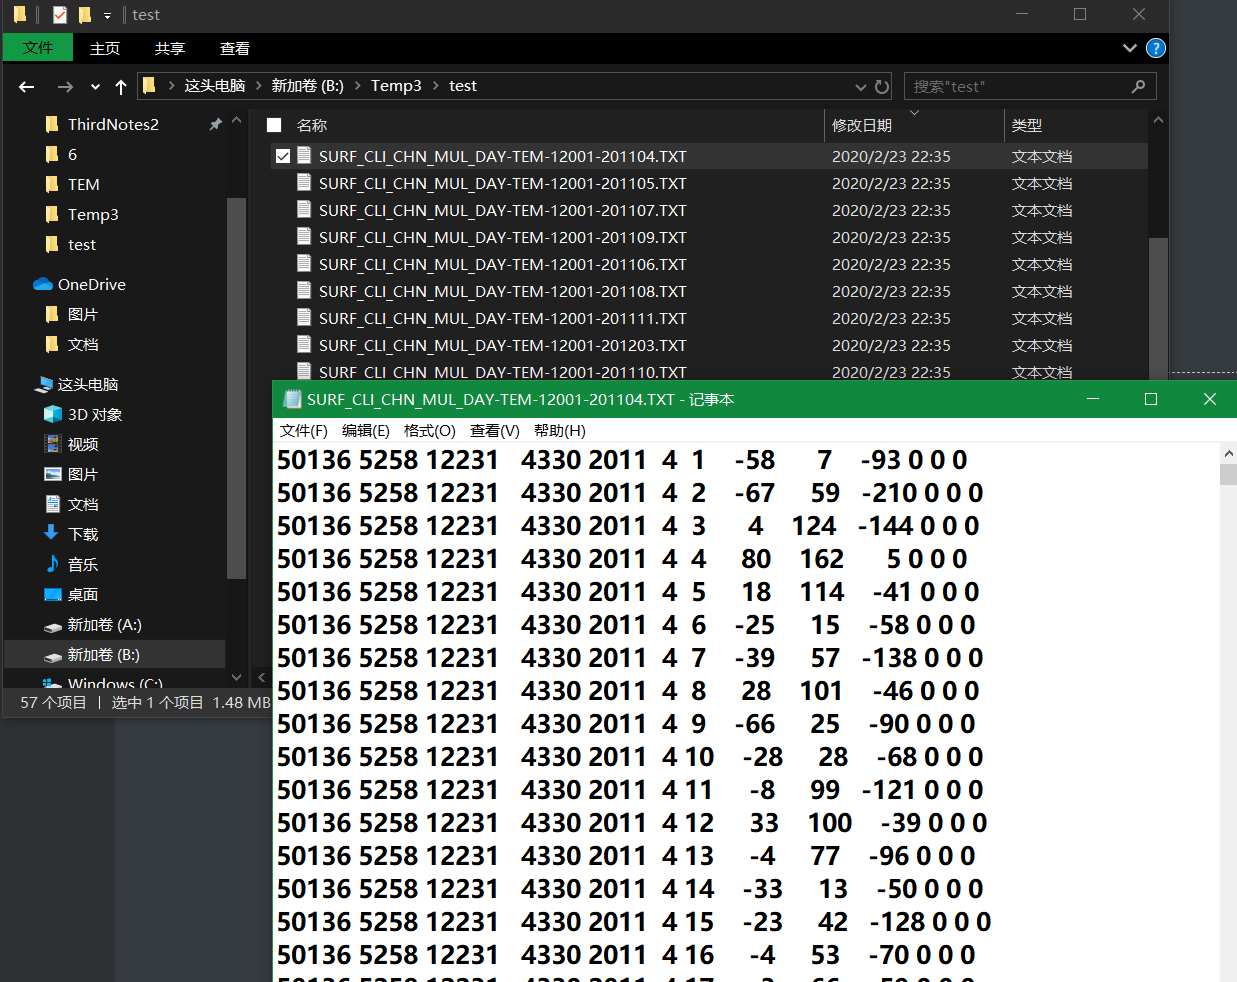 test
文件 主页 共享 查看
这头电脑 新加卷 (B:) Temp3 test
搜索"test"
ThirdNotes2
6
TEM
Temp3
test
OneDrive
图片
文档
这头电脑
3D 对象
视频
图片
文档
下载
音乐
桌面
新加卷 (A:)
新加卷 (B:)
Windows (C:)
名称 修改日期 类型
SURF_CLI_CHN_MUL_DAY-TEM-12001-201104.TXT 2020/2/23 22:35 文本文档
SURF_CLI_CHN_MUL_DAY-TEM-12001-201105.TXT 2020/2/23 22:35 文本文档
SURF_CLI_CHN_MUL_DAY-TEM-12001-201107.TXT 2020/2/23 22:35 文本文档
SURF_CLI_CHN_MUL_DAY-TEM-12001-201109.TXT 2020/2/23 22:35 文本文档
SURF_CLI_CHN_MUL_DAY-TEM-12001-201106.TXT 2020/2/23 22:35 文本文档
SURF_CLI_CHN_MUL_DAY-TEM-12001-201108.TXT 2020/2/23 22:35 文本文档
SURF_CLI_CHN_MUL_DAY-TEM-12001-201111.TXT 2020/2/23 22:35 文本文档
SURF_CLI_CHN_MUL_DAY-TEM-12001-201203.TXT 2020/2/23 22:35 文本文档
SURF_CLI_CHN_MUL_DAY-TEM-12001-201110.TXT 2020/2/23 22:35 文本文档
57 个项目 选中 1 个项目 1.48 MB
SURF_CLI_CHN_MUL_DAY-TEM-12001-201104.TXT - 记事本
文件(F) 编辑(E) 格式(O) 查看(V) 帮助(H)
50136 5258 12231 4330 2011 4 1 -58 7 -93 0 0 0
50136 5258 12231 4330 2011 4 2 -67 59 -210 0 0 0
50136 5258 12231 4330 2011 4 3 4 124 -144 0 0 0
50136 5258 12231 4330 2011 4 4 80 162 5 0 0 0
50136 5258 12231 4330 2011 4 5 18 114 -41 0 0 0
50136 5258 12231 4330 2011 4 6 -25 15 -58 0 0 0
50136 5258 12231 4330 2011 4 7 -39 57 -138 0 0 0
50136 5258 12231 4330 2011 4 8 28 101 -46 0 0 0
50136 5258 12231 4330 2011 4 9 -66 25 -90 0 0 0
50136 5258 12231 4330 2011 4 10 -28 28 -68 0 0 0
50136 5258 12231 4330 2011 4 11 -8 99 -121 0 0 0
50136 5258 12231 4330 2011 4 12 33 100 -39 0 0 0
50136 5258 12231 4330 2011 4 13 -4 77 -96 0 0 0
50136 5258 12231 4330 2011 4 14 -33 13 -50 0 0 0
50136 5258 12231 4330 2011 4 15 -23 42 -128 0 0 0
50136 5258 12231 4330 2011 4 16 -4 53 -70 0 0 0